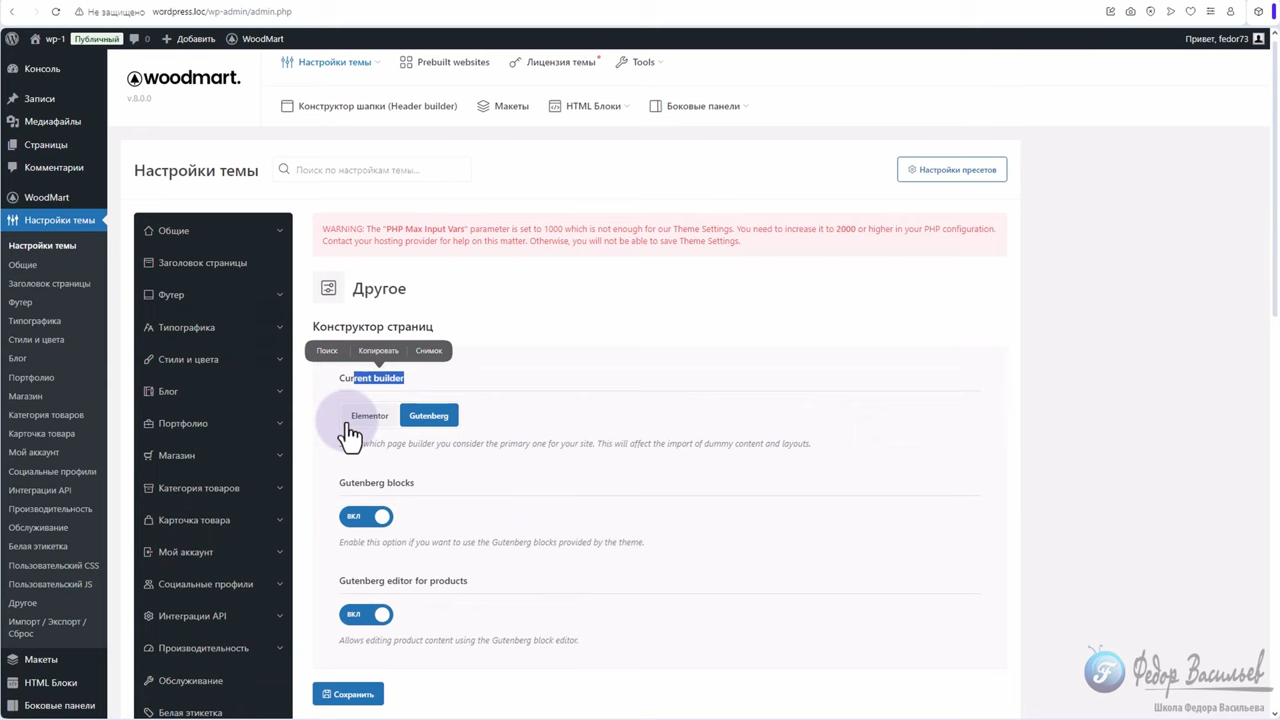 Не защищено wordpress.loc/wp-admin/admin.php
wp-1 Публичный 0 Добавить WoodMart Привет, fedor73
Консоль
Записи
Медиафайлы
Страницы
Комментарии
WoodMart
Настройки темы
Настройки темы
Общие
Заголовок страницы
Футер
Типографика
Стили и цвета
Блог
Портфолио
Магазин
Категория товаров
Карточка товара
Мой аккаунт
Социальные профили
Интеграции API
Производительность
Обслуживание
Белая этикетка
Пользовательский CSS
Пользовательский JS
Другое
Импорт / Экспорт /
Сброс
Макеты
HTML Блоки
Боковые панели
woodmart.
v.8.0.0
Настройки темы Prebuilt websites Лицензия темы* Tools
Конструктор шапки (Header builder) Макеты HTML Блоки Боковые панели
Настройки темы Поиск по настройкам темы... Настройки пресетов
Общие
Заголовок страницы
Футер
Типографика
Стили и цвета
Блог
Портфолио
Магазин
Категория товаров
Карточка товара
Мой аккаунт
Социальные профили
Интеграции API
Производительность
Обслуживание
Белая этикетка
WARNING: The "PHP Max Input Vars" parameter is set to 1000 which is not enough for our Theme Settings. You need to increase it to 2000 or higher in your PHP configuration.
Contact your hosting provider for help on this matter. Otherwise, you will not be able to save Theme Settings.
Другое
Конструктор страниц
Поиск Копировать Снимок
Current builder
Elementor Gutenberg
which page builder you consider the primary one for your site. This will affect the import of dummy content and layouts.
Gutenberg blocks
ВКЛ
Enable this option if you want to use the Gutenberg blocks provided by the theme.
Gutenberg editor for products
ВКЛ
Allows editing product content using the Gutenberg block editor.
Сохранить
Федор Васильев
Школа Федора Васильева